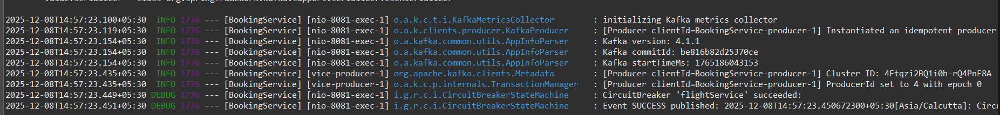 value.serializer = class org.springframework.kafka.support.serializer.JsonSerializer
2025-12-08T14:57:23.100+05:30  INFO 1776 --- [BookingService] [nio-8081-exec-1] o.a.k.c.t.i.KafkaMetricsCollector        : initializing Kafka metrics collector
2025-12-08T14:57:23.119+05:30  INFO 1776 --- [BookingService] [nio-8081-exec-1] o.a.k.clients.producer.KafkaProducer     : [Producer clientId=BookingService-producer-1] Instantiated an idempotent producer
2025-12-08T14:57:23.154+05:30  INFO 1776 --- [BookingService] [nio-8081-exec-1] o.a.kafka.common.utils.AppInfoParser     : Kafka version: 4.1.1
2025-12-08T14:57:23.154+05:30  INFO 1776 --- [BookingService] [nio-8081-exec-1] o.a.kafka.common.utils.AppInfoParser     : Kafka commitId: be816b82d25370ce
2025-12-08T14:57:23.154+05:30  INFO 1776 --- [BookingService] [nio-8081-exec-1] o.a.kafka.common.utils.AppInfoParser     : Kafka startTimeMs: 1765186043153
2025-12-08T14:57:23.435+05:30  INFO 1776 --- [BookingService] [vice-producer-1] org.apache.kafka.clients.Metadata        : [Producer clientId=BookingService-producer-1] Cluster ID: 4Ftqzi2BQ1i0h-rQ4PnF8A
2025-12-08T14:57:23.435+05:30  INFO 1776 --- [BookingService] [vice-producer-1] o.a.k.c.p.internals.TransactionManager   : [Producer clientId=BookingService-producer-1] ProducerId set to 4 with epoch 0
2025-12-08T14:57:23.449+05:30 DEBUG 1776 --- [BookingService] [nio-8081-exec-1] i.g.r.c.i.CircuitBreakerStateMachine     : CircuitBreaker 'flightService' succeeded:
2025-12-08T14:57:23.451+05:30 DEBUG 1776 --- [BookingService] [nio-8081-exec-1] i.g.r.c.i.CircuitBreakerStateMachine     : Event SUCCESS published: 2025-12-08T14:57:23.450672300+05:30[Asia/Calcutta]: Circu